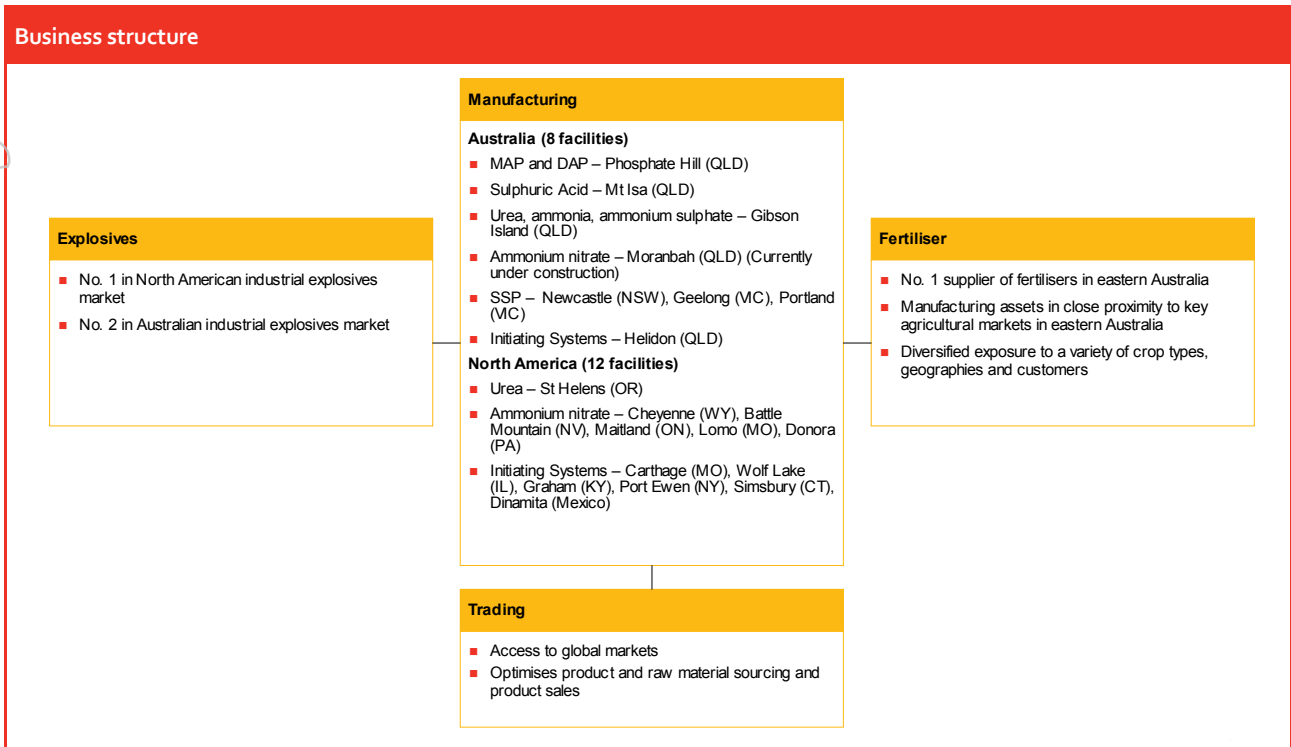 Business structure
Manufacturing
Australia (8 facilities)
■ MAP and DAP – Phosphate Hill (QLD)
■ Sulphuric Acid – Mt Isa (QLD)
■ Urea, ammonia, ammonium sulphate – Gibson
Island (QLD)
■ Ammonium nitrate – Moranbah (QLD) (Currently
under construction)
■ SSP – Newcastle (NSW), Geelong (VIC), Portland
(VIC)
■ Initiating Systems – Helidon (QLD)
North America (12 facilities)
■ Urea – St Helens (OR)
■ Ammonium nitrate – Cheyenne (WY), Battle
Mountain (NV), Maitland (ON), Lomo (MO), Donora
(PA)
■ Initiating Systems – Carthage (MO), Wolf Lake
(IL), Graham (KY), Port Ewen (NY), Simsbury (CT),
Dinamita (Mexico)
Explosives
■ No. 1 in North American industrial explosives
market
■ No. 2 in Australian industrial explosives market
Fertiliser
■ No. 1 supplier of fertilisers in eastern Australia
■ Manufacturing assets in close proximity to key
agricultural markets in eastern Australia
■ Diversified exposure to a variety of crop types,
geographies and customers
Trading
■ Access to global markets
■ Optimises product and raw material sourcing and
product sales